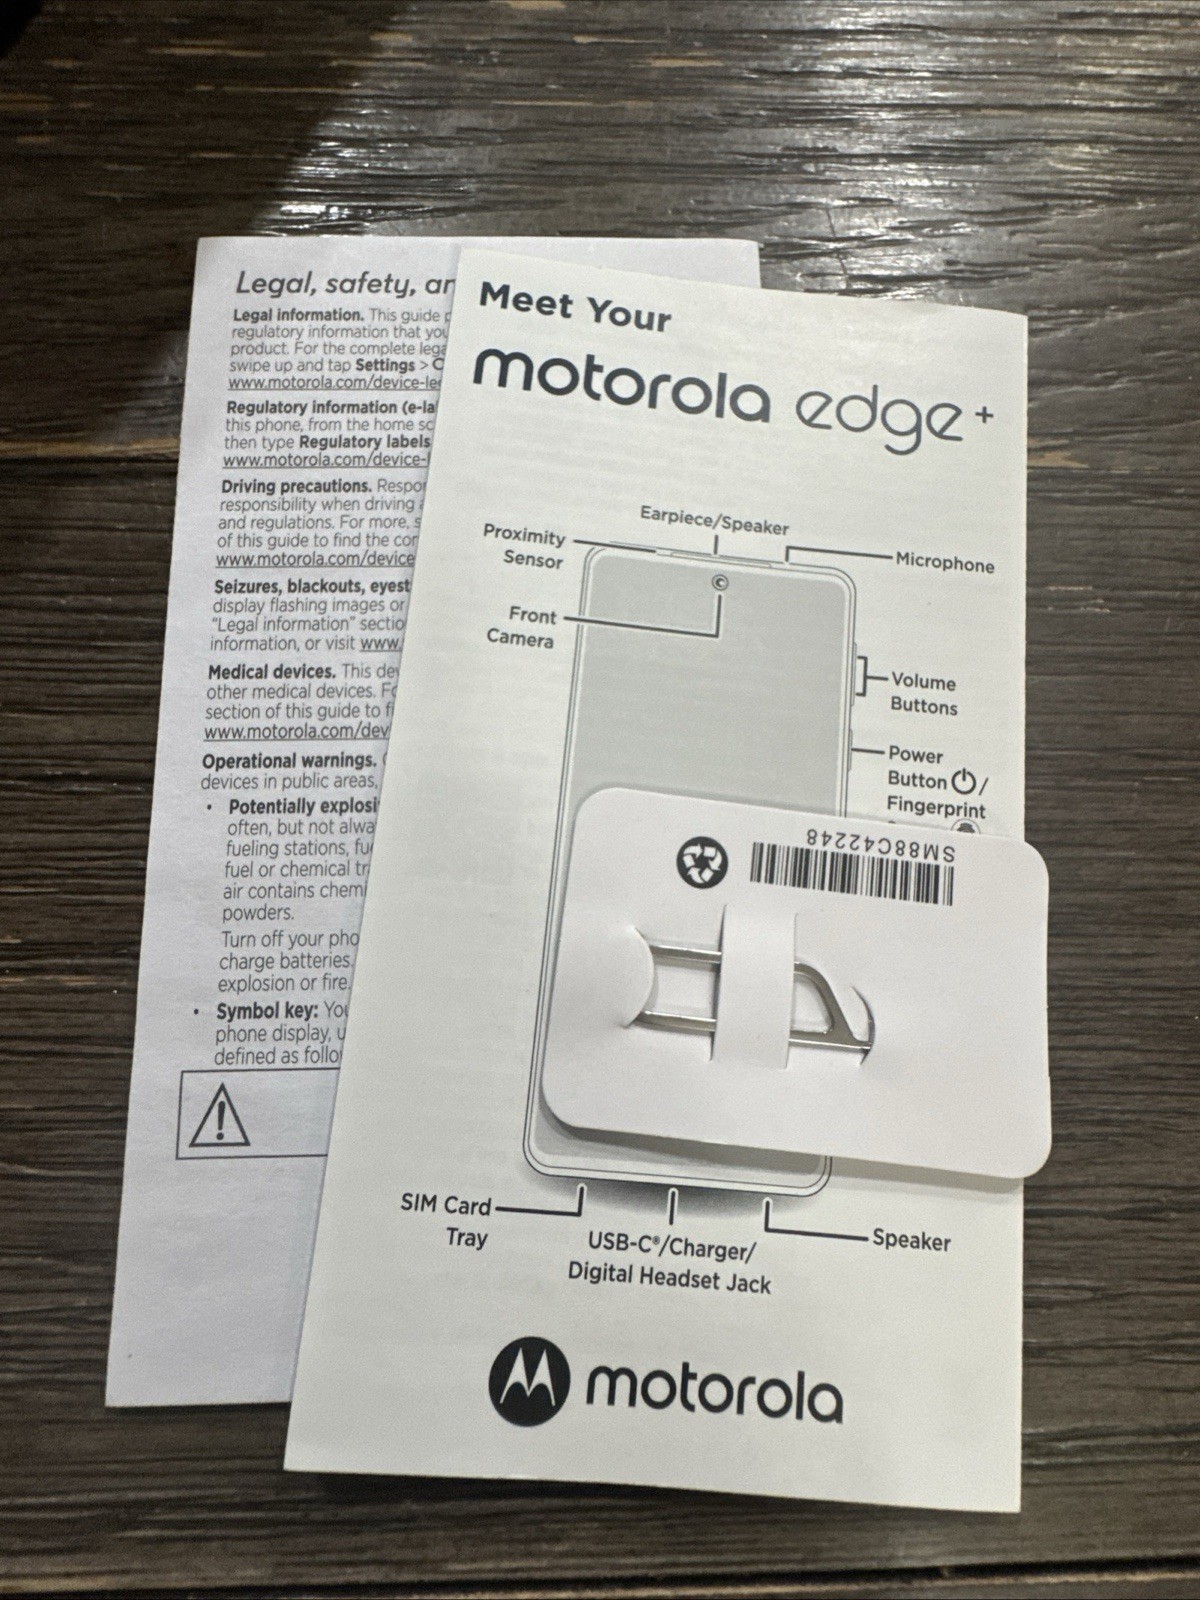 Legal, safety, ar
Legal information. This guide
regulatory information that you
product. For the complete lega
swipe up and tap Settings >
www.motorola.com/device-le
Regulatory information (e-la
this phone, from the home sc
then type Regulatory labels
www.motorola.com/device-l
Driving precautions. Respo
responsibility when driving
and regulations. For more,
of this guide to find the cor
www.motorola.com/device
Seizures, blackouts, eyest
display flashing images or
"Legal information" sectio
information, or visit www.
Medical devices. This de
other medical devices. Fo
section of this guide to fi
www.motorola.com/dev
Operational warnings.
devices in public areas,
• Potentially explosi
often, but not alwa
fueling stations, fu
fuel or chemical tr
air contains chemi
powders.
Turn off your pho
charge batteries.
explosion or fire.
• Symbol key: You
phone display, u
defined as follo
Meet Your
motorola edge+
Earpiece/Speaker
Proximity
Sensor
Microphone
Front
Camera
Volume
Buttons
Power
Button /
Fingerprint
SM88C42248
SIM Card
Tray
USB-C®/Charger/
Digital Headset Jack
Speaker
motorola